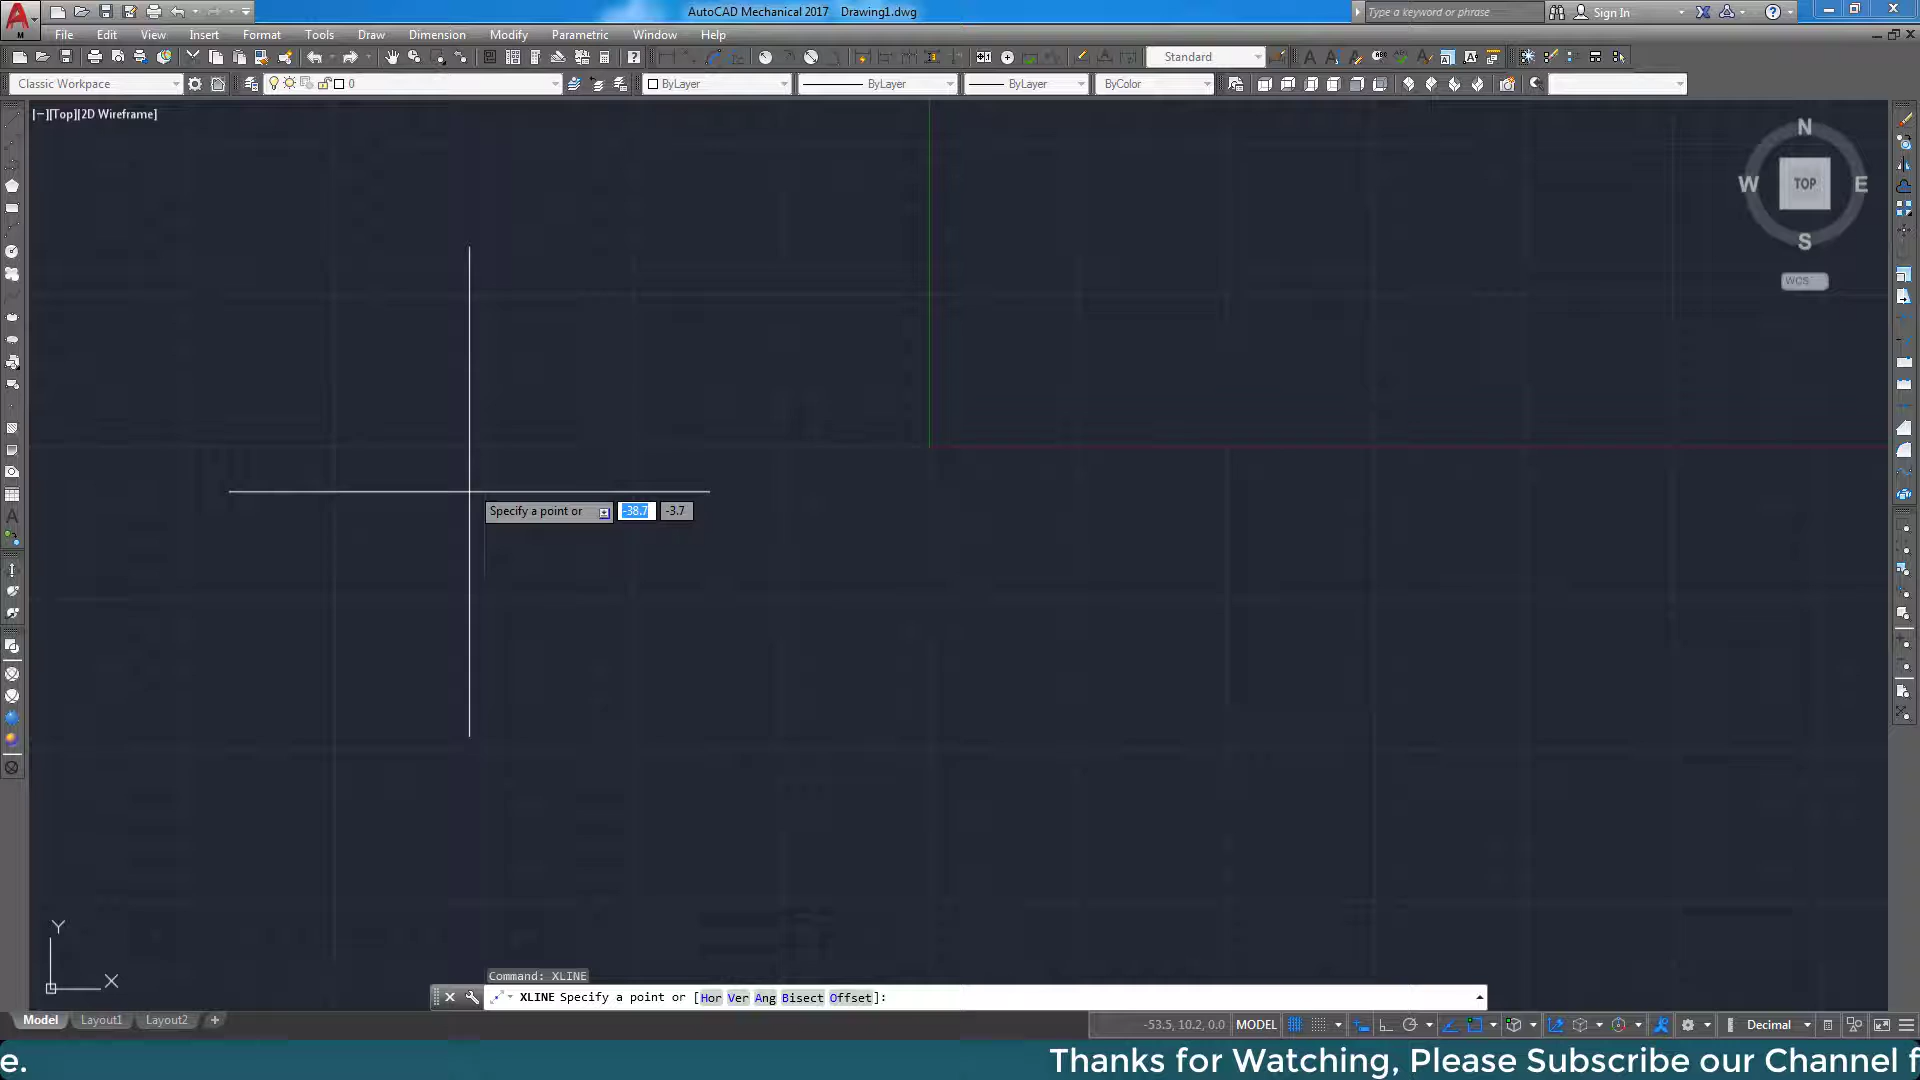 AutoCAD Mechanical 2017 Drawing1.dwg
Type a keyword or phrase
Sign In
M
File Edit View Insert Format Tools Draw Dimension Modify Parametric Window Help
Standard
Classic Workspace
0
ByLayer
ByLayer
ByLayer
ByColor
[−][Top][2D Wireframe]
N
W
TOP
E
S
WCS
Specify a point or
-38.7
-3.7
Y
X
Command: XLINE
XLINE Specify a point or [Hor Ver Ang Bisect Offset]:
Model
Layout1
Layout2
+
-53.5, 10.2, 0.0
MODEL
Decimal
e.
Thanks for Watching, Please Subscribe our Channel f